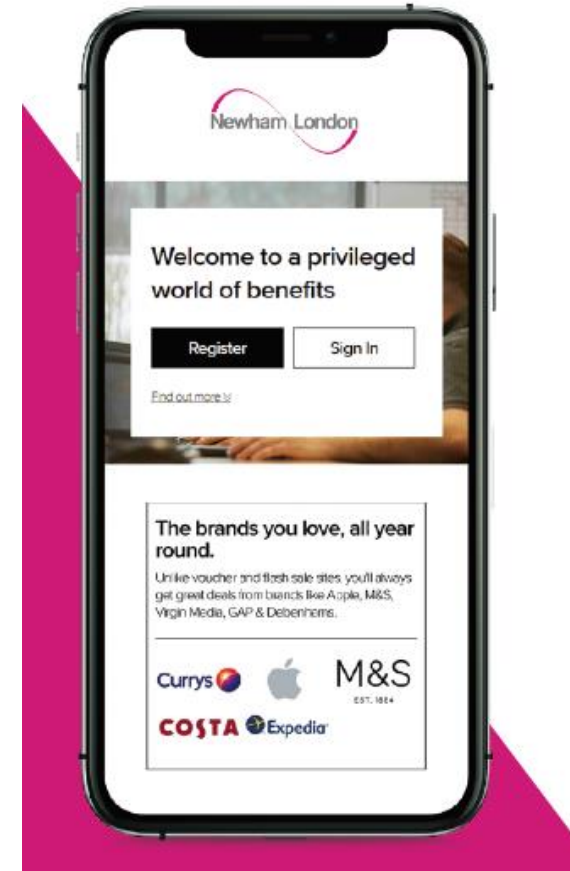 Newham London
Welcome to a privileged
world of benefits
Register
Sign In
Find out more
The brands you love, all year
round.
Unlike voucher and flash sale sites, you'll always
get great deals from brands like Apple, M&S,
Virgin Media, GAP & Debenhams.
Currys
M&S
EST. 1884
COSTA
Expedia